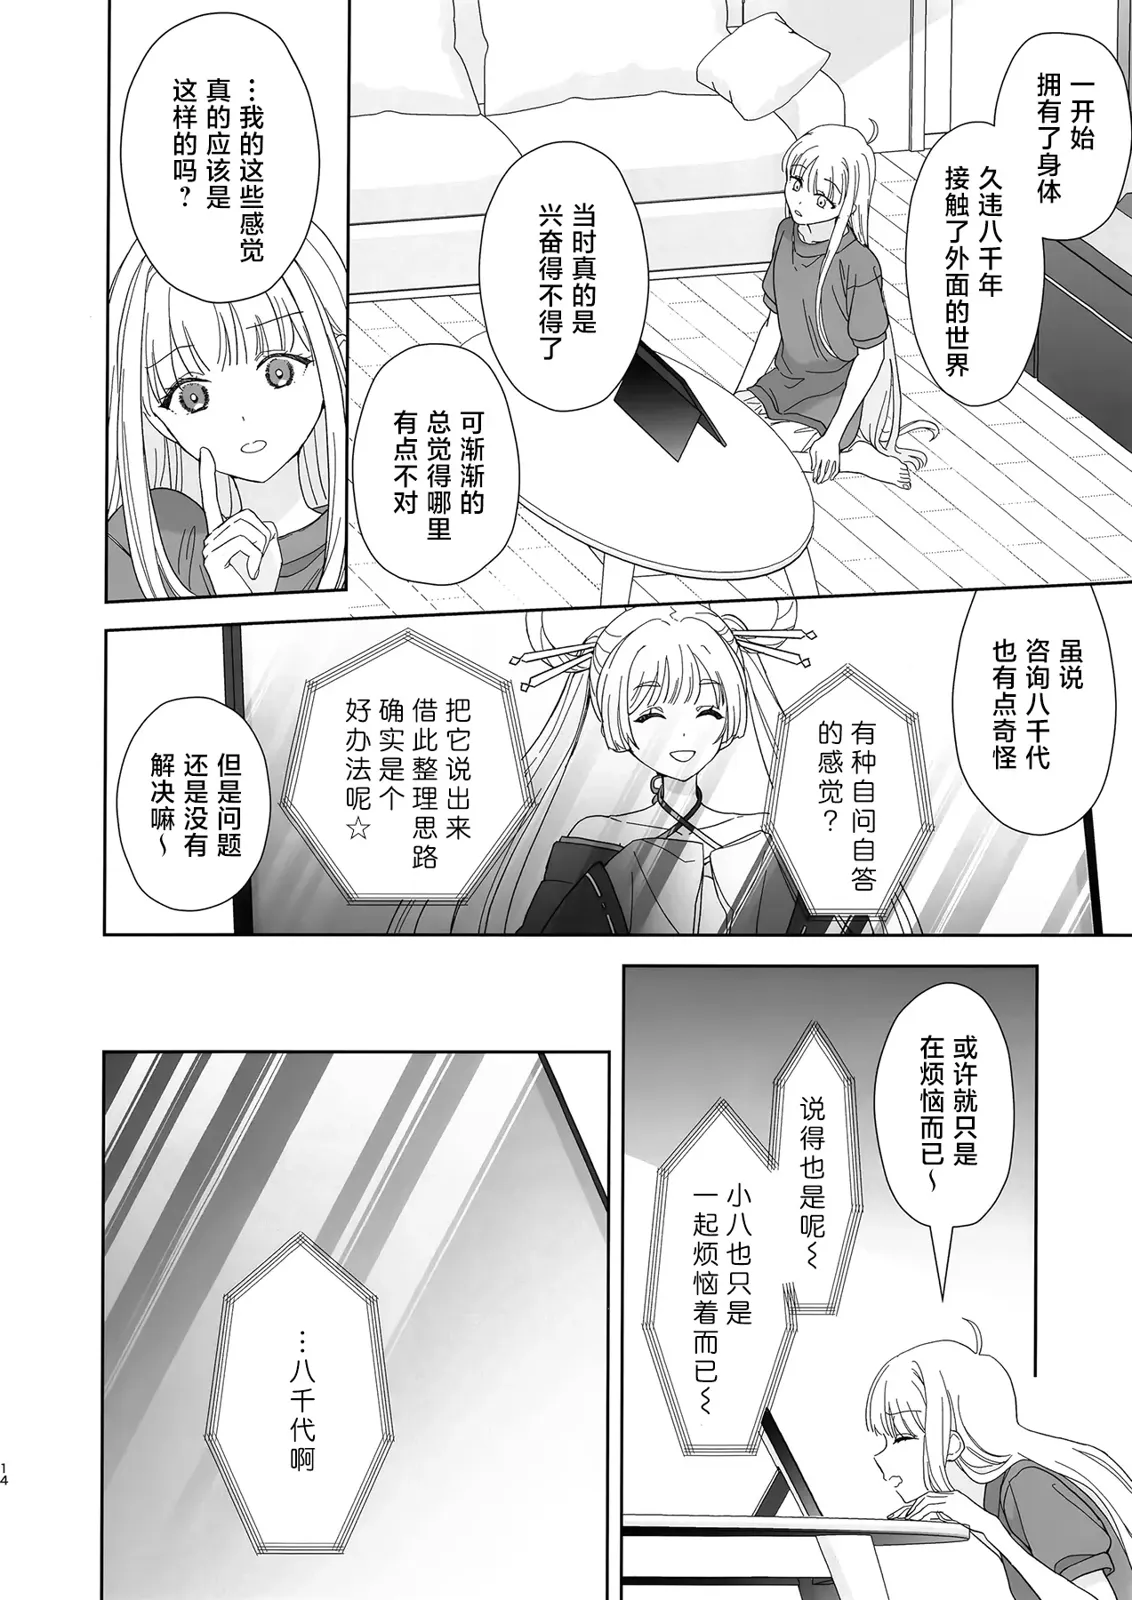 一开始
拥有了身体
久违八千年
接触了外面的世界
当时真的是
兴奋得不得了
可渐渐的
总觉得哪里
有点不对
…我的这些感觉
真的应该是
这样的吗？
虽说
咨询八千代
也有点奇怪
有种自问自答
的感觉？
把它说出来
借此整理思路
确实是个
好办法呢☆
但是问题
还是没有
解决嘛～
或许就只是
在烦恼而已～
说得也是呢～
小八也只是
一起烦恼着而已～
…八千代啊
14